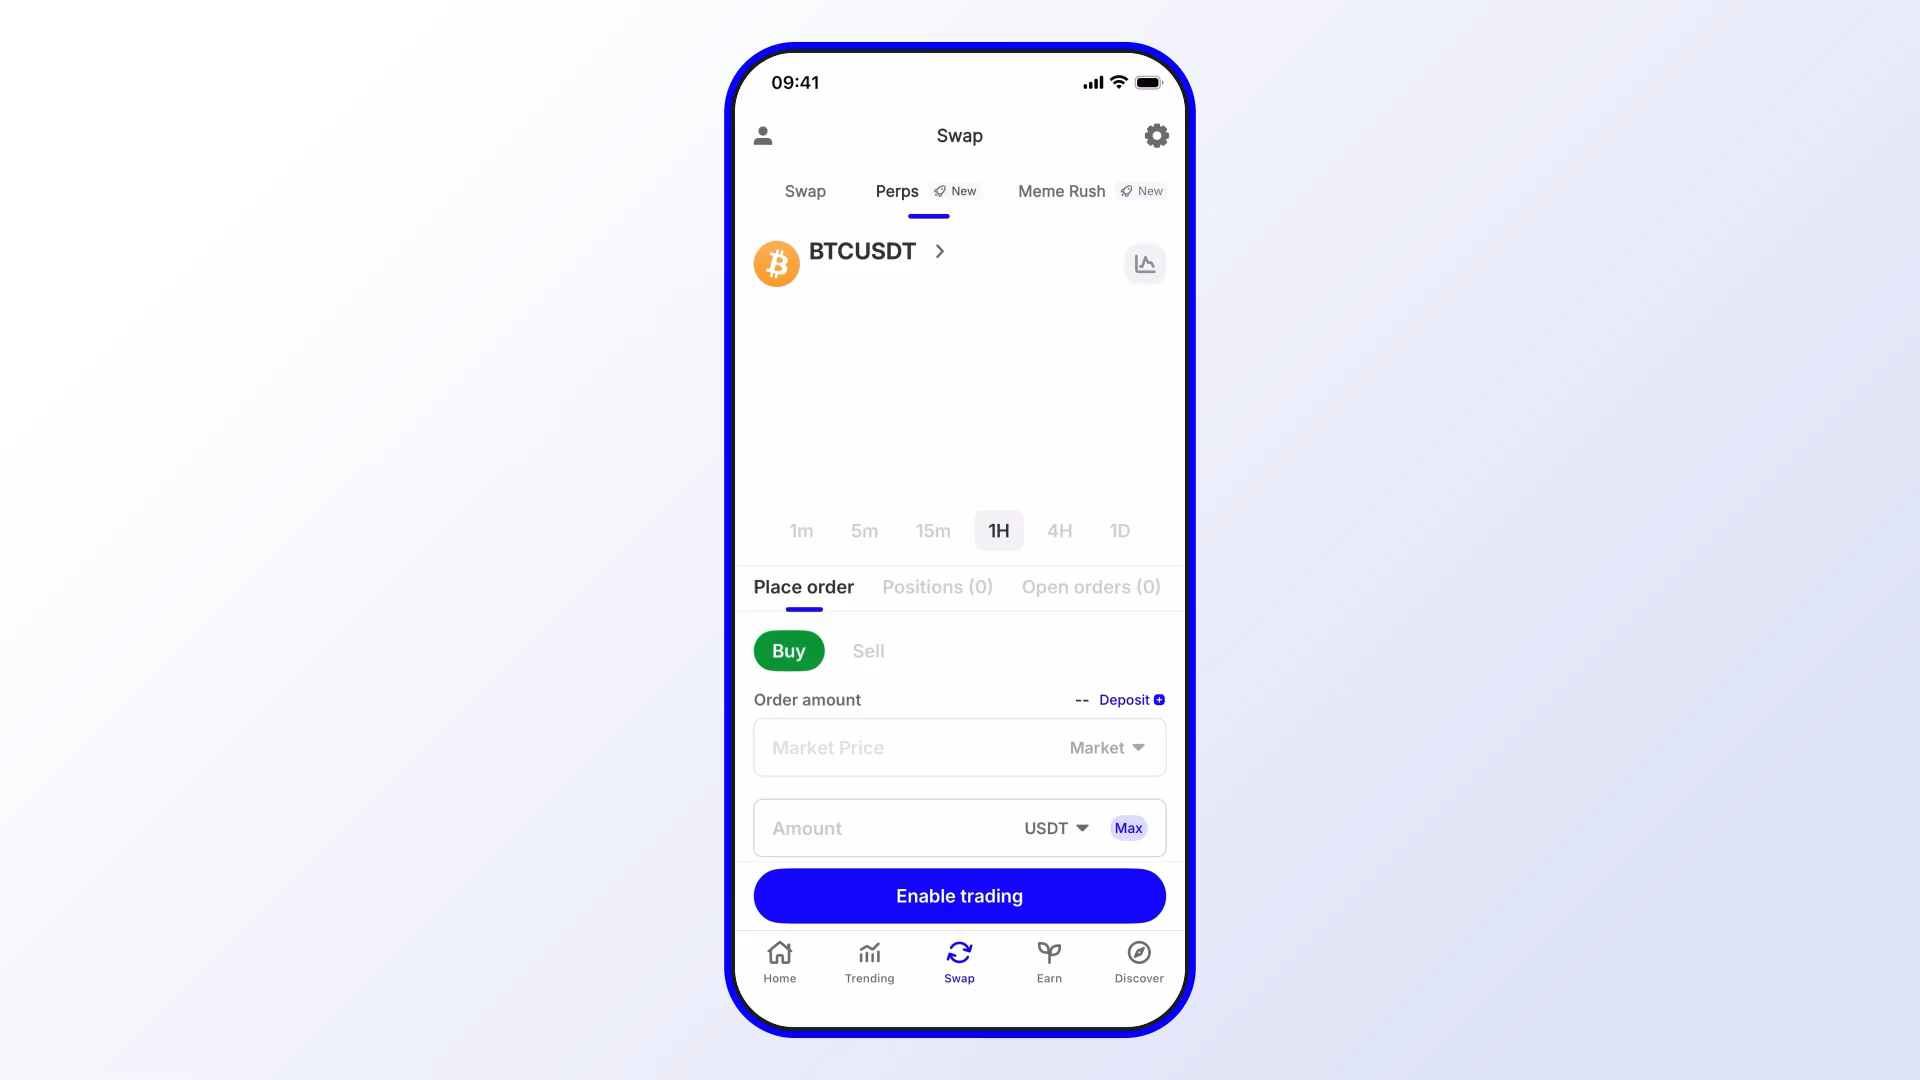 09:41
Swap
Swap Perps New Meme Rush New
BTCUSDT
1m 5m 15m 1H 4H 1D
Place order Positions (0) Open orders (0)
Buy Sell
Order amount -- Deposit
Market Price Market
Amount USDT Max
Enable trading
Home Trending Swap Earn Discover